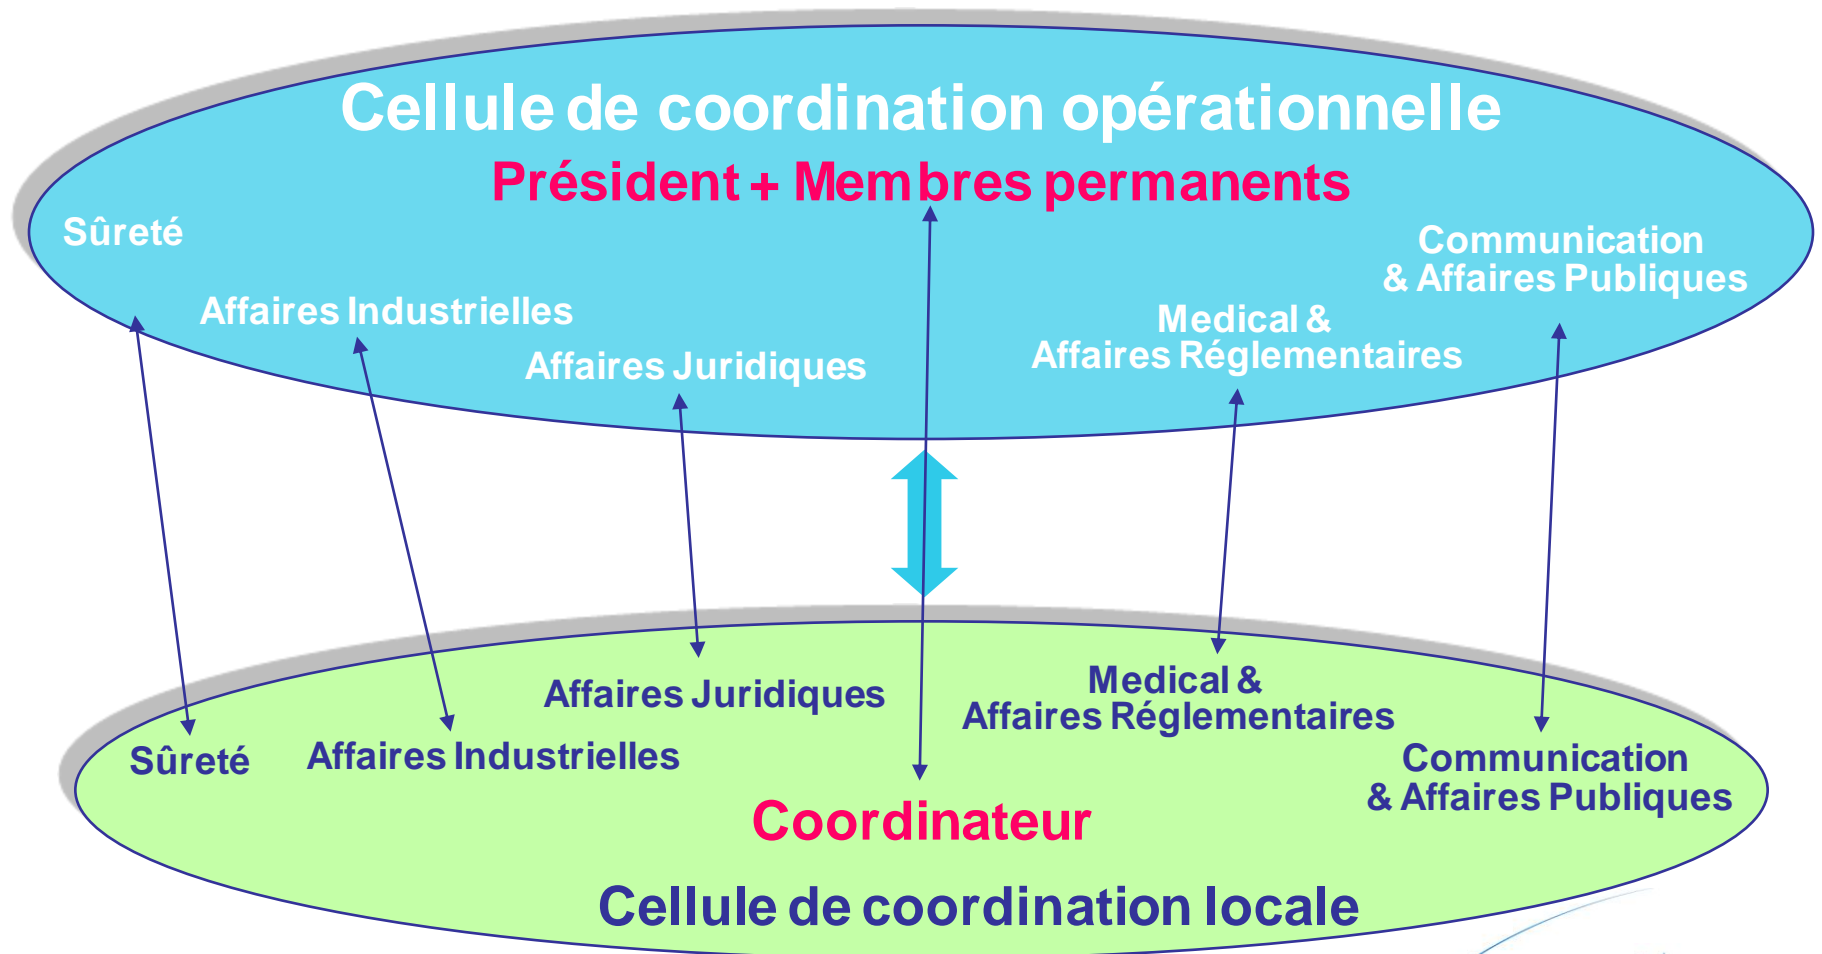 Cellule de coordination opérationnelle
Président + Membres permanents
Sûreté
Communication
& Affaires Publiques
Affaires Industrielles
Medical &
Affaires Réglementaires
Affaires Juridiques
Affaires Juridiques
Medical &
Affaires Réglementaires
Sûreté
Affaires Industrielles
Communication
& Affaires Publiques
Coordinateur
Cellule de coordination locale